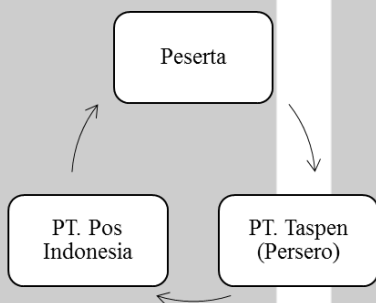 Peserta
PT. Pos
Indonesia
PT. Taspen
(Persero)